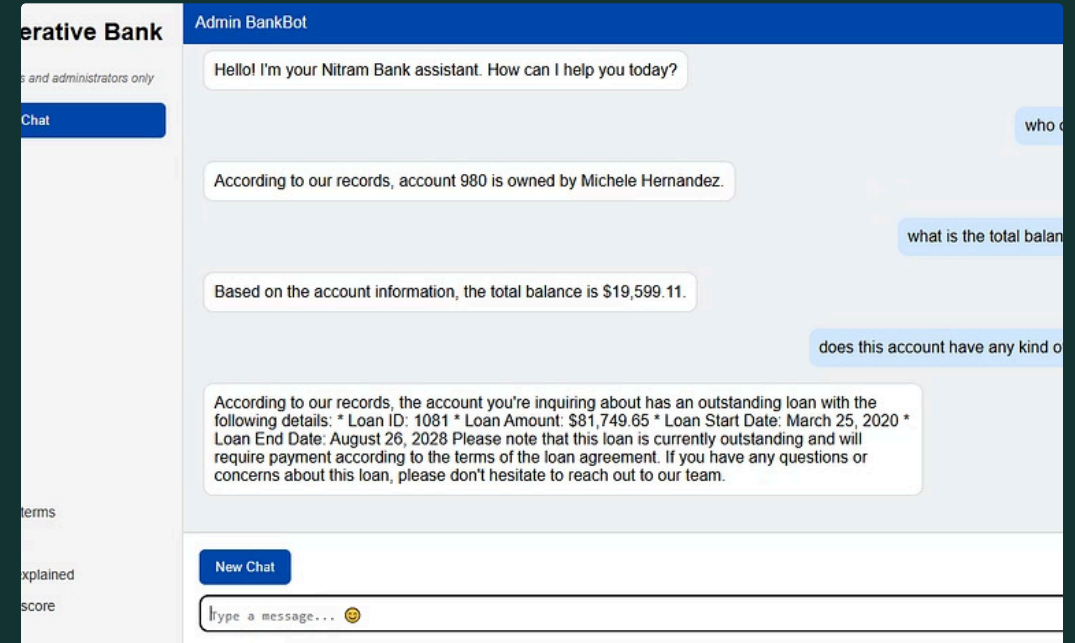 erative Bank
s and administrators only
Chat
terms
explained
score
Admin BankBot
Hello! I'm your Nitram Bank assistant. How can I help you today?
who
According to our records, account 980 is owned by Michele Hernandez.
what is the total balan
Based on the account information, the total balance is $19,599.11.
does this account have any kind o
According to our records, the account you're inquiring about has an outstanding loan with the
following details: * Loan ID: 1081 * Loan Amount: $81,749.65 * Loan Start Date: March 25, 2020 *
Loan End Date: August 26, 2028 Please note that this loan is currently outstanding and will
require payment according to the terms of the loan agreement. If you have any questions or
concerns about this loan, please don't hesitate to reach out to our team.
New Chat
Type a message... 😊